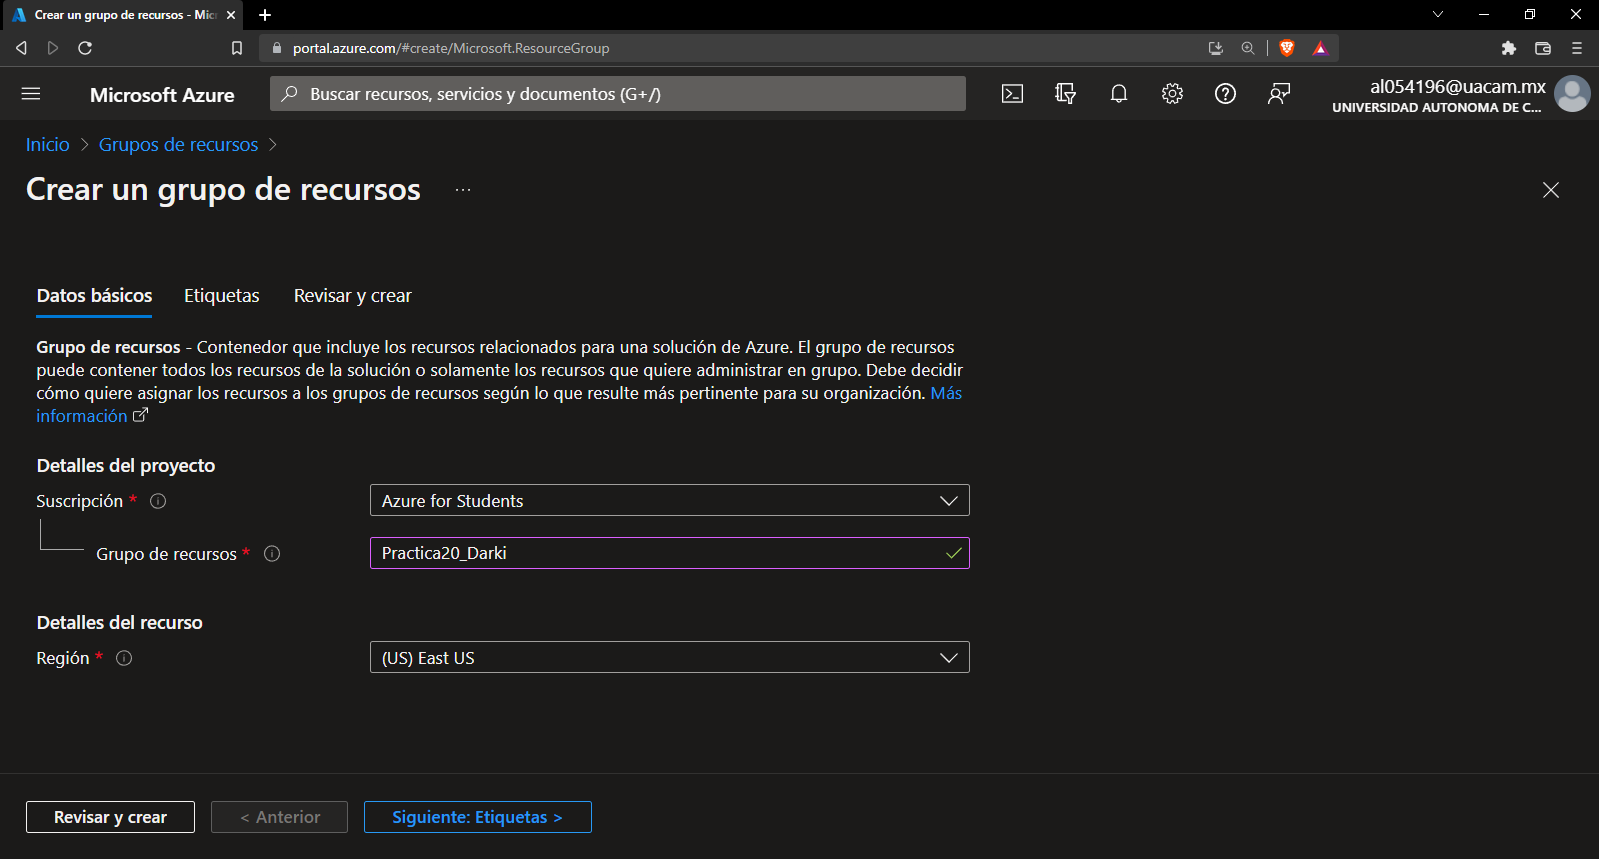 Crear un grupo de recursos - Mic
portal.azure.com/#create/Microsoft.ResourceGroup
Microsoft Azure
Buscar recursos, servicios y documentos (G+/)
al054196@uacam.mx
UNIVERSIDAD AUTONOMA DE C...
Inicio > Grupos de recursos >
Crear un grupo de recursos ...
Datos básicos Etiquetas Revisar y crear
Grupo de recursos - Contenedor que incluye los recursos relacionados para una solución de Azure. El grupo de recursos
puede contener todos los recursos de la solución o solamente los recursos que quiere administrar en grupo. Debe decidir
cómo quiere asignar los recursos a los grupos de recursos según lo que resulte más pertinente para su organización. Más
información
Detalles del proyecto
Suscripción * Azure for Students
Grupo de recursos * Practica20_Darki
Detalles del recurso
Región * (US) East US
Revisar y crear < Anterior Siguiente: Etiquetas >